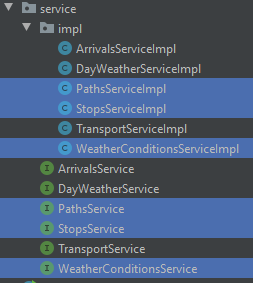 service
impl
ArrivalsServiceImpl
DayWeatherServiceImpl
PathsServiceImpl
StopsServiceImpl
TransportServiceImpl
WeatherConditionsServiceImpl
ArrivalsService
DayWeatherService
PathsService
StopsService
TransportService
WeatherConditionsService